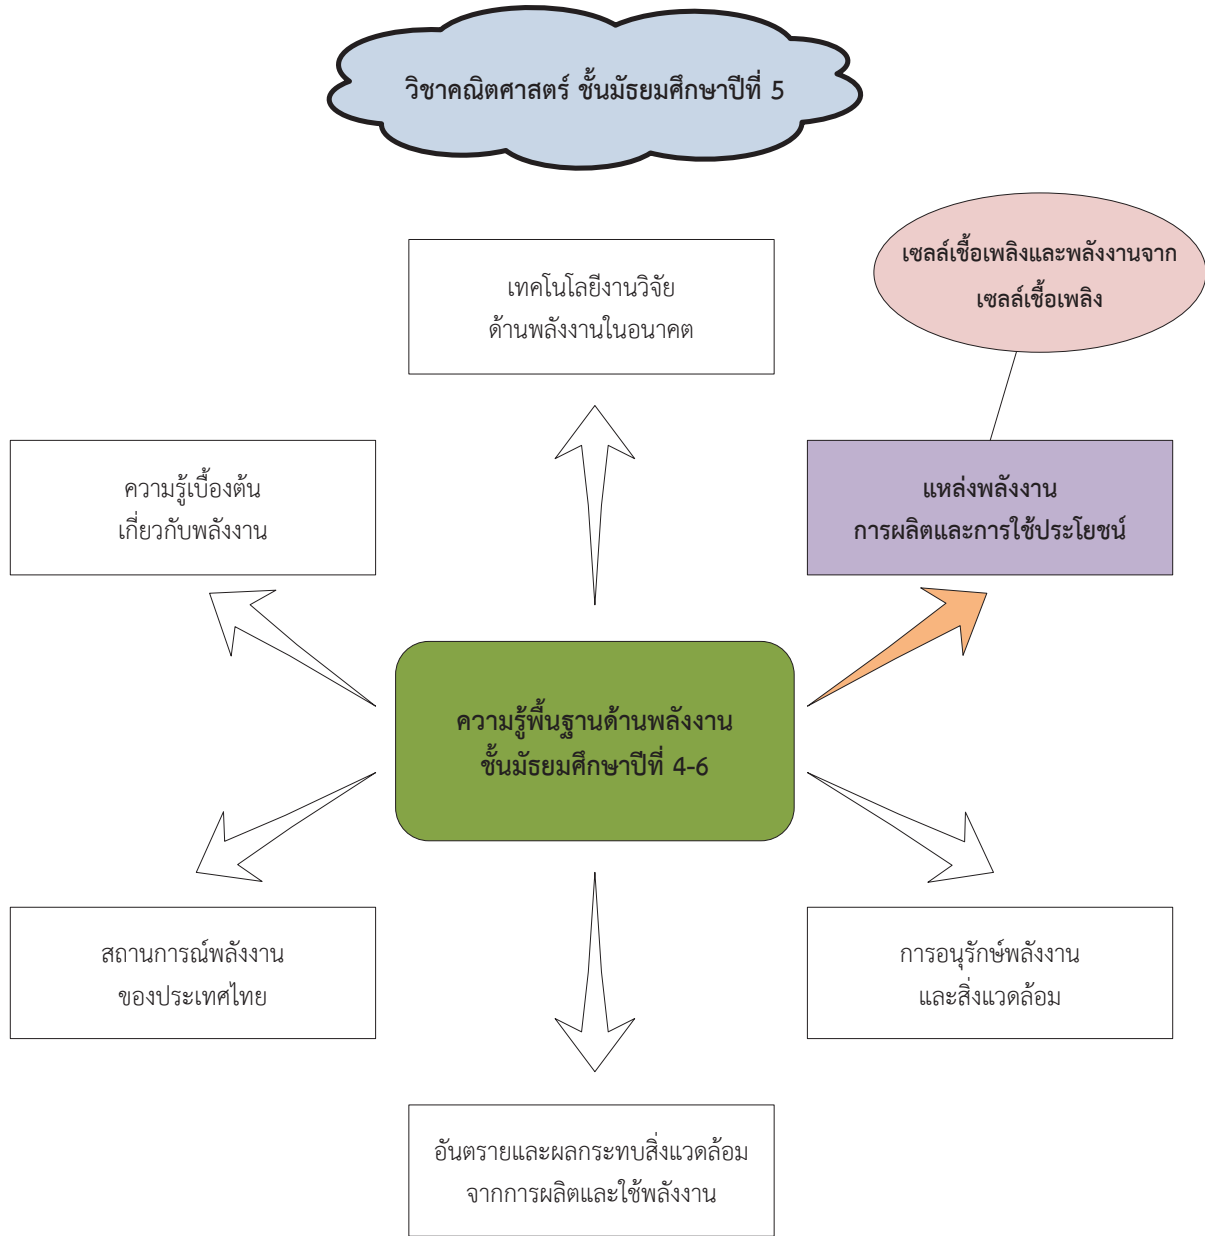 วิชาคณิตศาสตร์ ชั้นมัธยมศึกษาปีที่ 5
เซลล์เชื้อเพลิงและพลังงานจาก
เซลล์เชื้อเพลิง
เทคโนโลยีงานวิจัย
ด้านพลังงานในอนาคต
ความรู้เบื้องต้น
เกี่ยวกับพลังงาน
แหล่งพลังงาน
การผลิตและการใช้ประโยชน์
ความรู้พื้นฐานด้านพลังงาน
ชั้นมัธยมศึกษาปีที่ 4-6
สถานการณ์พลังงาน
ของประเทศไทย
การอนุรักษ์พลังงาน
และสิ่งแวดล้อม
อันตรายและผลกระทบสิ่งแวดล้อม
จากการผลิตและใช้พลังงาน